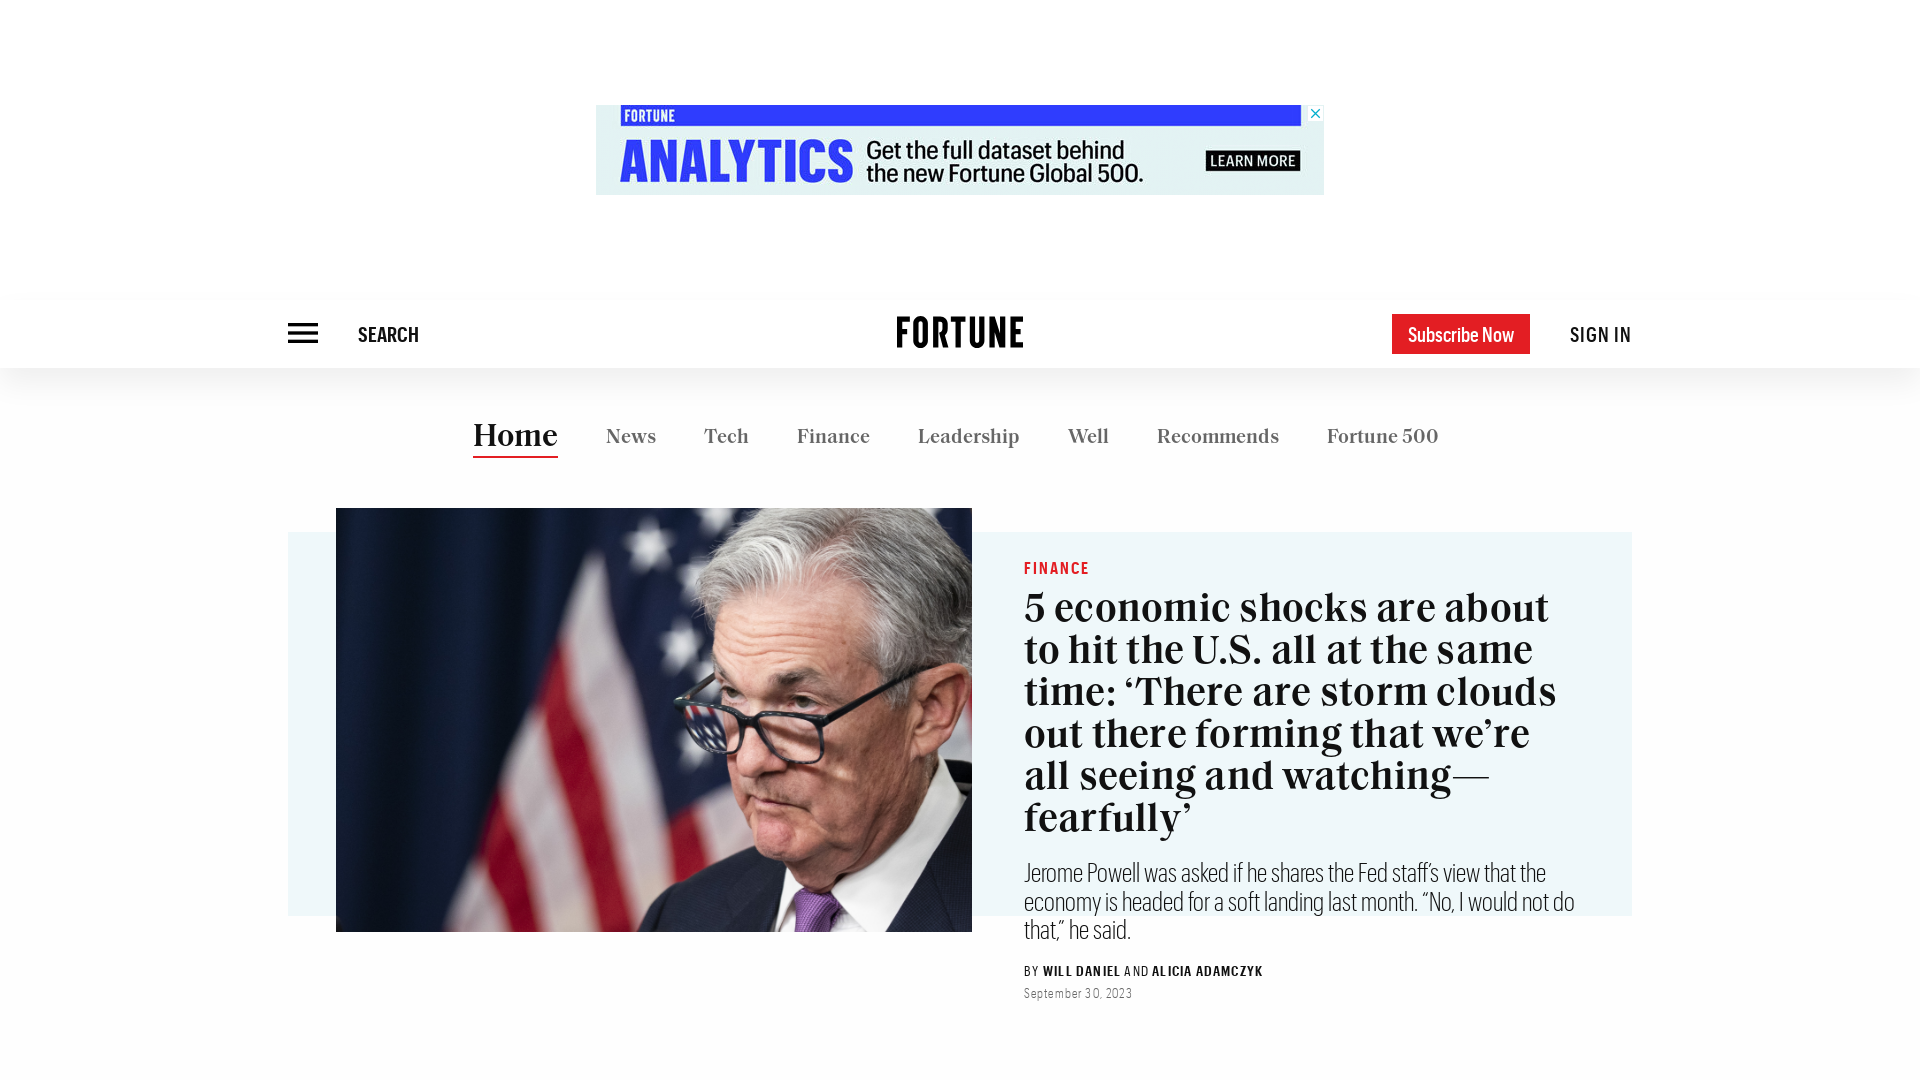 FORTUNE
ANALYTICS
Get the full dataset behind
the new Fortune Global 500.
LEARN MORE
SEARCH
FORTUNE
Subscribe Now
SIGN IN
Home
News
Tech
Finance
Leadership
Well
Recommends
Fortune 500
FINANCE
5 economic shocks are about
to hit the U.S. all at the same
time: ‘There are storm clouds
out there forming that we’re
all seeing and watching—
fearfully’
Jerome Powell was asked if he shares the Fed staff’s view that the
economy is headed for a soft landing last month. “No, I would not do
that,” he said.
BY WILL DANIEL AND ALICIA ADAMCZYK
September 30, 2023